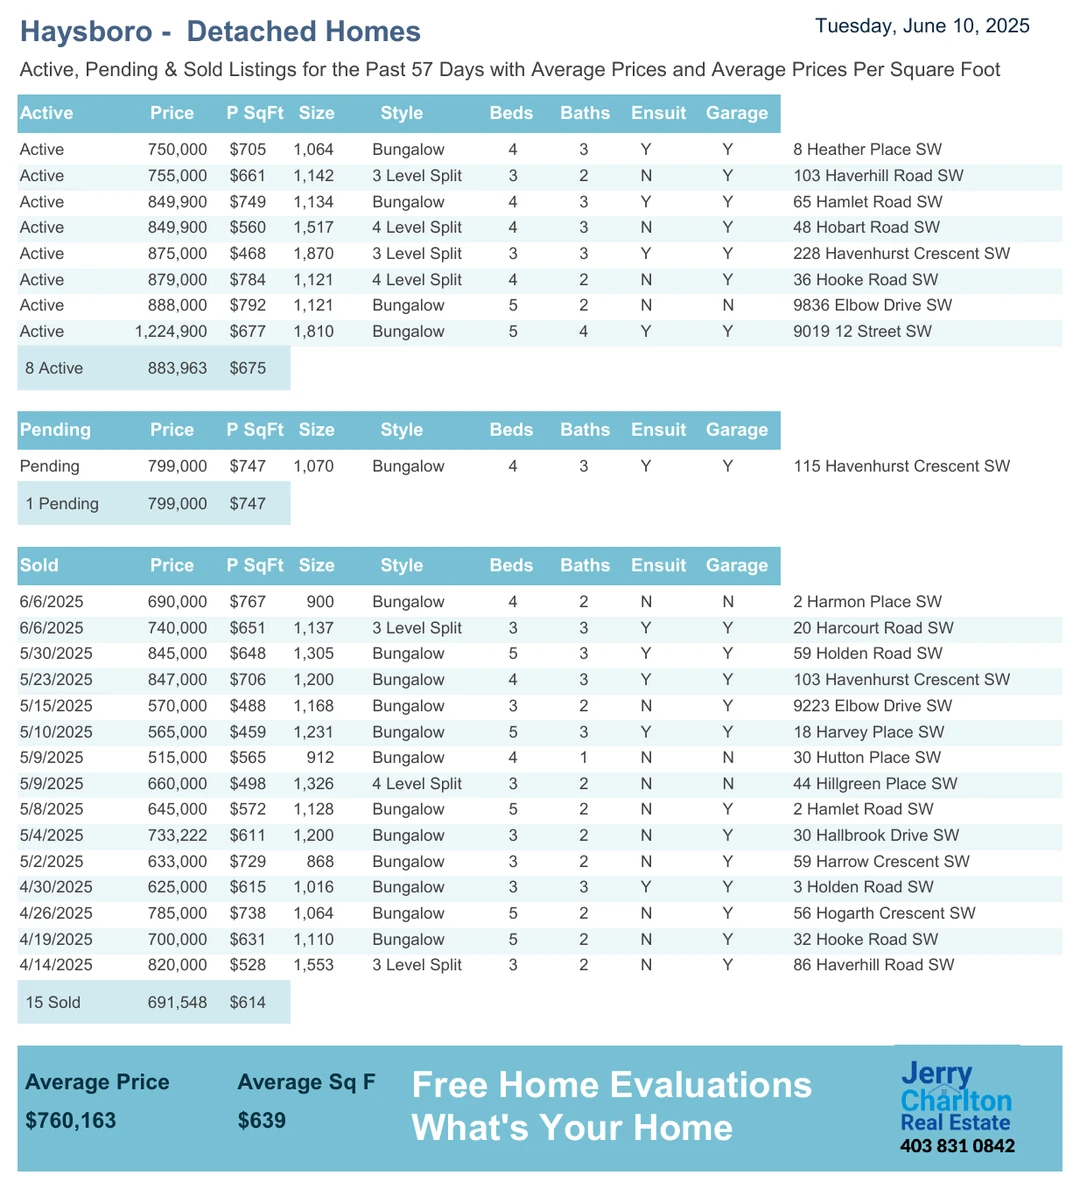 Haysboro - Detached Homes
Tuesday, June 10, 2025
Active, Pending & Sold Listings for the Past 57 Days with Average Prices and Average Prices Per Square Foot
Active Price P SqFt Size Style Beds Baths Ensuit Garage
Active 750,000 $705 1,064 Bungalow 4 3 Y Y 8 Heather Place SW
Active 755,000 $661 1,142 3 Level Split 3 2 N Y 103 Haverhill Road SW
Active 849,900 $749 1,134 Bungalow 4 3 Y Y 65 Hamlet Road SW
Active 849,900 $560 1,517 4 Level Split 4 3 N Y 48 Hobart Road SW
Active 875,000 $468 1,870 3 Level Split 3 3 Y Y 228 Havenhurst Crescent SW
Active 879,000 $784 1,121 4 Level Split 4 2 N Y 36 Hooke Road SW
Active 888,000 $792 1,121 Bungalow 5 2 N N 9836 Elbow Drive SW
Active 1,224,900 $677 1,810 Bungalow 5 4 Y Y 9019 12 Street SW
8 Active 883,963 $675
Pending Price P SqFt Size Style Beds Baths Ensuit Garage
Pending 799,000 $747 1,070 Bungalow 4 3 Y Y 115 Havenhurst Crescent SW
1 Pending 799,000 $747
Sold Price P SqFt Size Style Beds Baths Ensuit Garage
6/6/2025 690,000 $767 900 Bungalow 4 2 N N 2 Harmon Place SW
6/6/2025 740,000 $651 1,137 3 Level Split 3 3 Y Y 20 Harcourt Road SW
5/30/2025 845,000 $648 1,305 Bungalow 5 3 Y Y 59 Holden Road SW
5/23/2025 847,000 $706 1,200 Bungalow 4 3 Y Y 103 Havenhurst Crescent SW
5/15/2025 570,000 $488 1,168 Bungalow 3 2 N Y 9223 Elbow Drive SW
5/10/2025 565,000 $459 1,231 Bungalow 5 3 Y Y 18 Harvey Place SW
5/9/2025 515,000 $565 912 Bungalow 4 1 N N 30 Hutton Place SW
5/9/2025 660,000 $498 1,326 4 Level Split 3 2 N N 44 Hillgreen Place SW
5/8/2025 645,000 $572 1,128 Bungalow 5 2 N Y 2 Hamlet Road SW
5/4/2025 733,222 $611 1,200 Bungalow 3 2 N Y 30 Hallbrook Drive SW
5/2/2025 633,000 $729 868 Bungalow 3 2 N Y 59 Harrow Crescent SW
4/30/2025 625,000 $615 1,016 Bungalow 3 3 Y Y 3 Holden Road SW
4/26/2025 785,000 $738 1,064 Bungalow 5 2 N Y 56 Hogarth Crescent SW
4/19/2025 700,000 $631 1,110 Bungalow 5 2 N Y 32 Hooke Road SW
4/14/2025 820,000 $528 1,553 3 Level Split 3 2 N Y 86 Haverhill Road SW
15 Sold 691,548 $614
Average Price Average Sq F
$760,163 $639
Free Home Evaluations
What's Your Home
Jerry
Charlton
Real Estate
403 831 0842